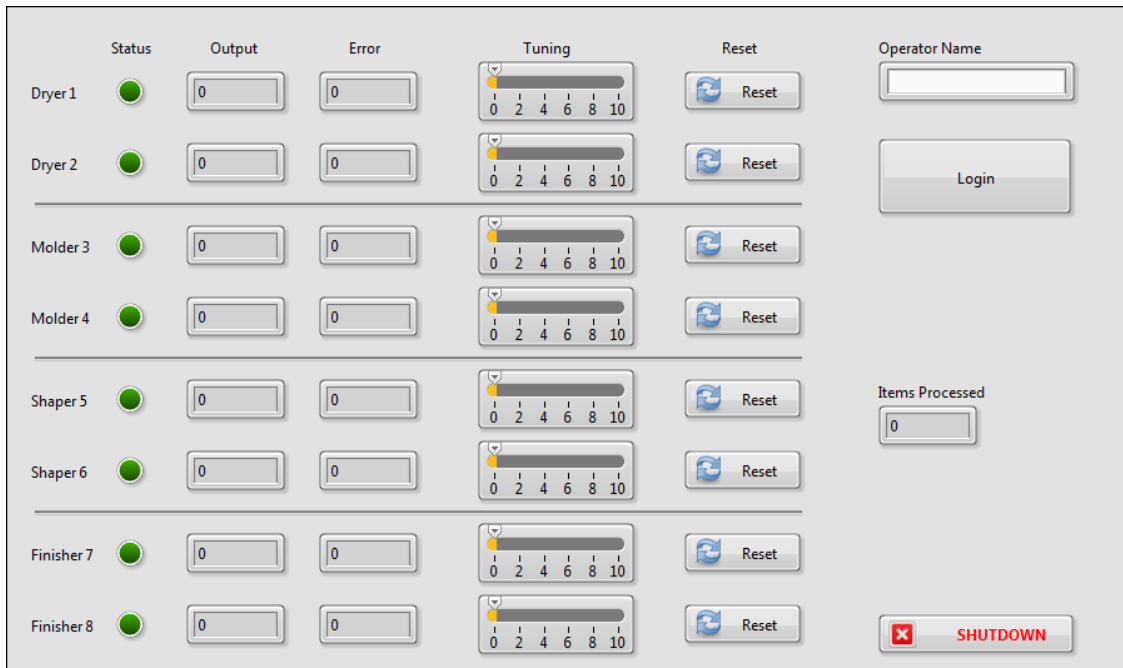 Status Output Error Tuning Reset Operator Name
Dryer 1 0 0 0 2 4 6 8 10 Reset
Dryer 2 0 0 0 2 4 6 8 10 Reset Login
Molder 3 0 0 0 2 4 6 8 10 Reset
Molder 4 0 0 0 2 4 6 8 10 Reset
Shaper 5 0 0 0 2 4 6 8 10 Reset
Items Processed
0
Shaper 6 0 0 0 2 4 6 8 10 Reset
Finisher 7 0 0 0 2 4 6 8 10 Reset
Finisher 8 0 0 0 2 4 6 8 10 Reset SHUTDOWN